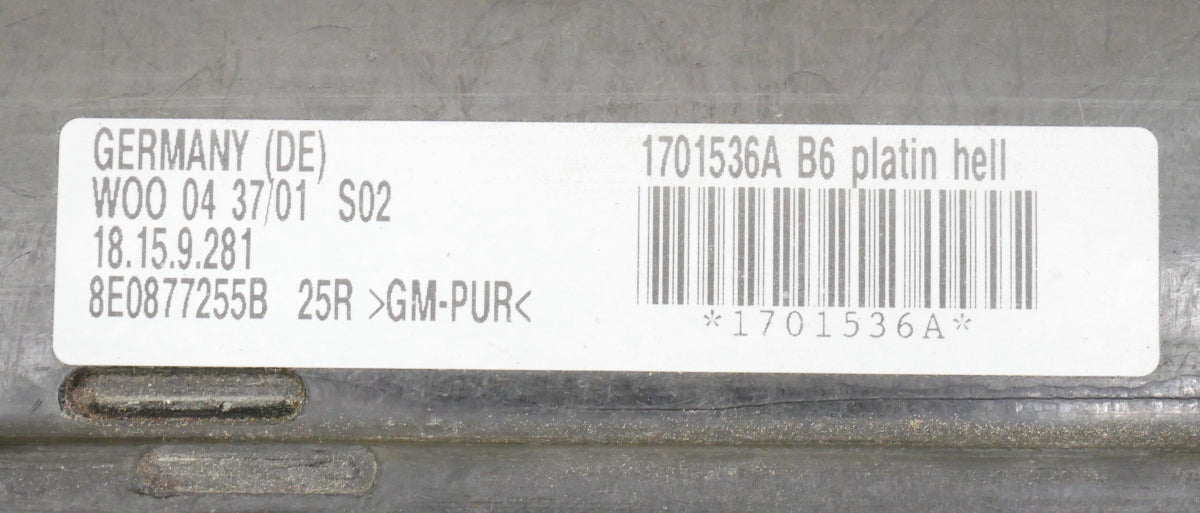 GERMANY (DE)
WOO 04 37/01 S02
18.15.9.281
8E0877255B 25R >GM-PUR<
1701536A B6 platin hell
*1701536A*